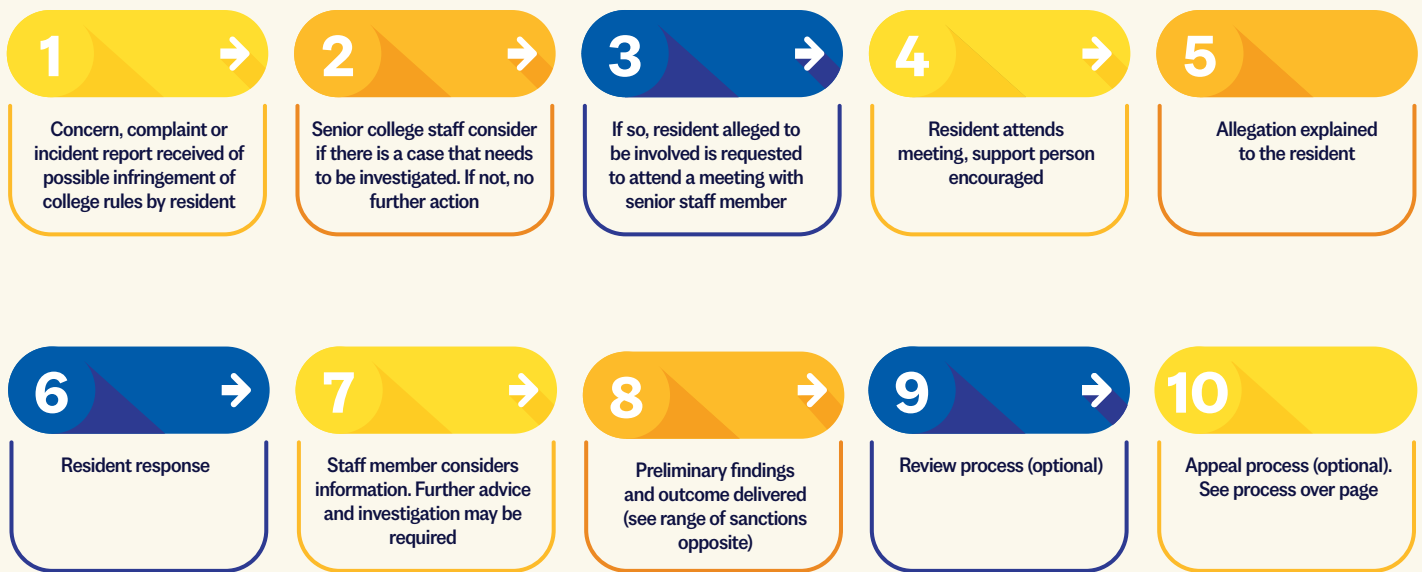 1
Concern, complaint or
incident report received of
possible infringement of
college rules by resident
2
Senior college staff consider
if there is a case that needs
to be investigated. If not, no
further action
3
If so, resident alleged to
be involved is requested
to attend a meeting with
senior staff member
4
Resident attends
meeting, support person
encouraged
5
Allegation explained
to the resident
6
Resident response
7
Staff member considers
information. Further advice
and investigation may be
required
8
Preliminary findings
and outcome delivered
(see range of sanctions
opposite)
9
Review process (optional)
10
Appeal process (optional).
See process over page